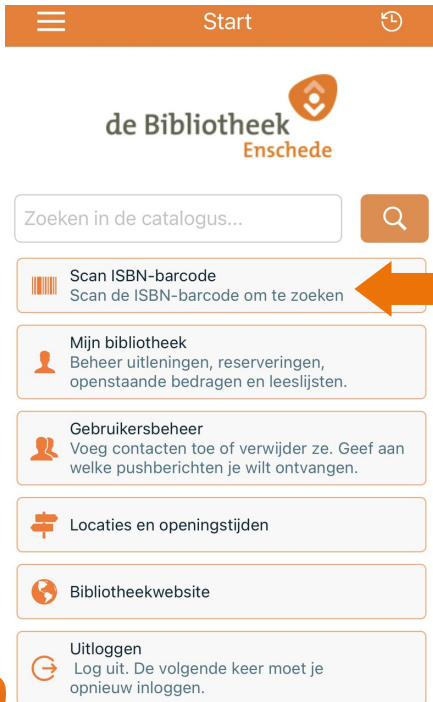 Start
de Bibliotheek
Enschede
Zoeken in de catalogus...
Scan ISBN-barcode
Scan de ISBN-barcode om te zoeken
Mijn bibliotheek
Beheer uitleningen, reserveringen,
openstaande bedragen en leeslijsten.
Gebruikersbeheer
Voeg contacten toe of verwijder ze. Geef aan
welke pushberichten je wilt ontvangen.
Locaties en openingstijden
Bibliotheekwebsite
Uitloggen
Log uit. De volgende keer moet je
opnieuw inloggen.